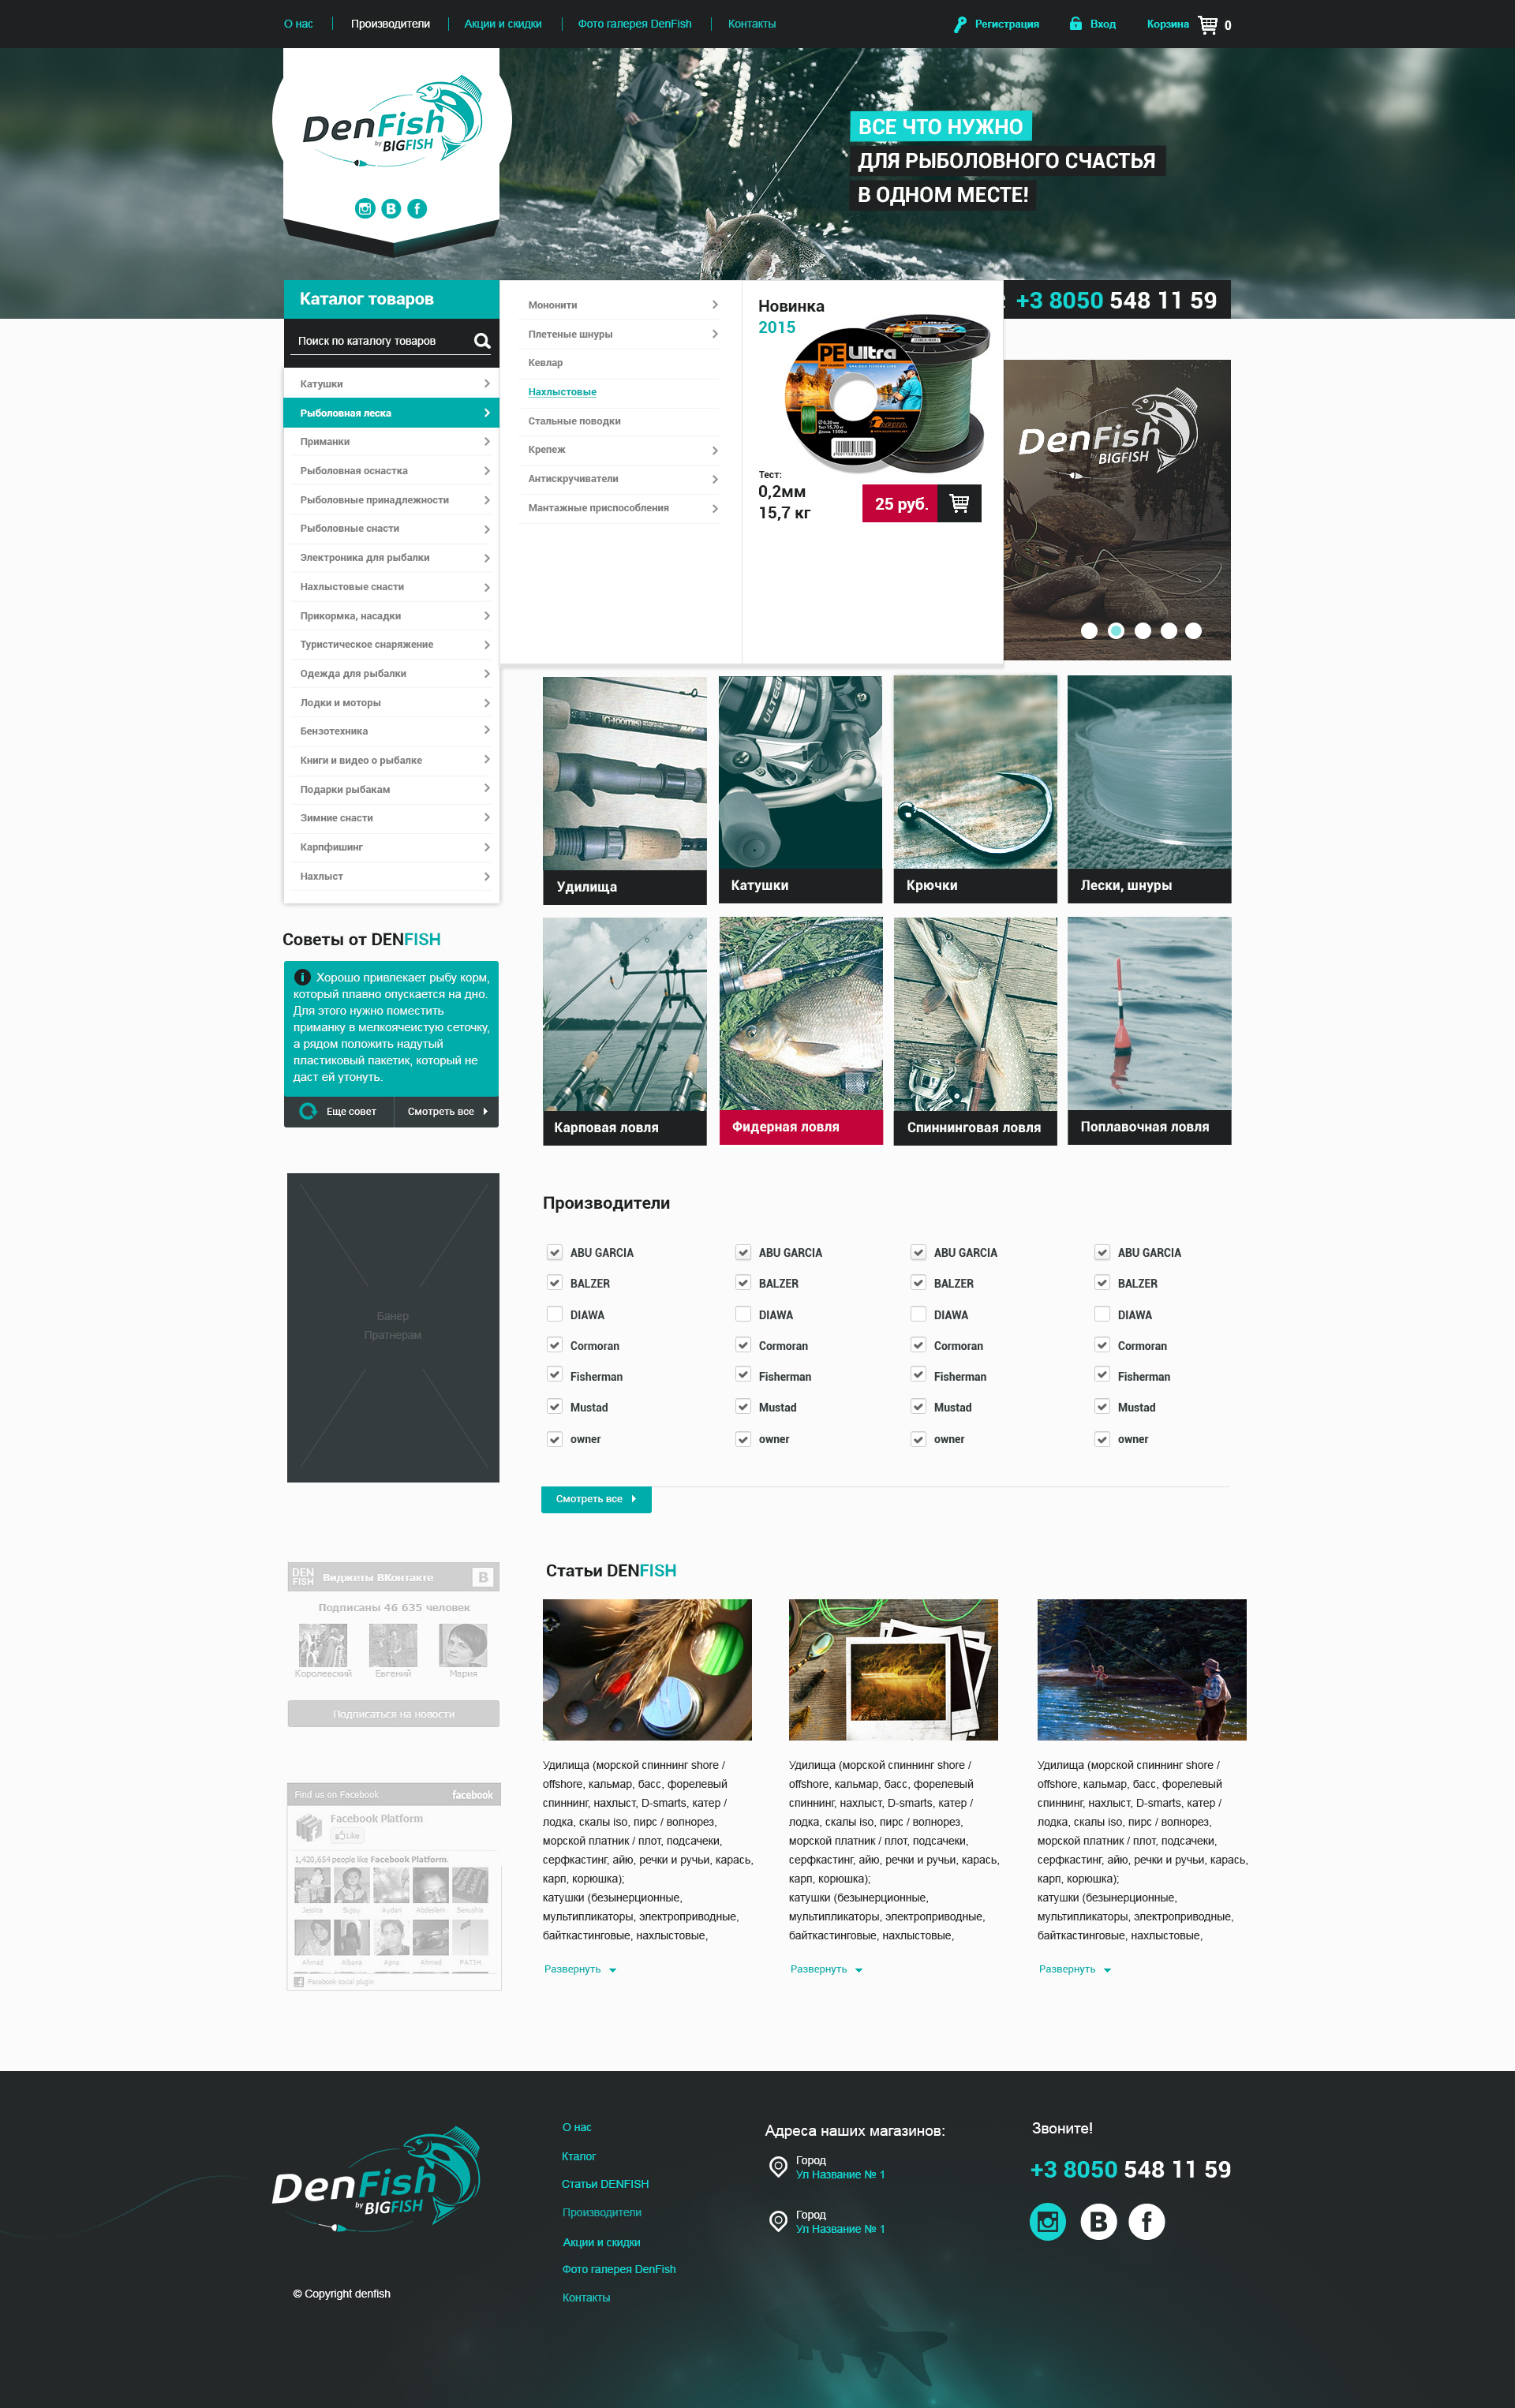 О нас
Производители
Акции и скидки
Фото галерея DenFish
Контакты
Регистрация
Вход
Корзина
0
DenFish
by BIGFISH
ВСЕ ЧТО НУЖНО
ДЛЯ РЫБОЛОВНОГО СЧАСТЬЯ
В ОДНОМ МЕСТЕ!
+3 8050 548 11 59
Каталог товаров
Поиск по каталогу товаров
Катушки
Рыболовная леска
Приманки
Рыболовная оснастка
Рыболовные принадлежности
Рыболовные снасти
Электроника для рыбалки
Нахлыстовые снасти
Прикормка, насадки
Туристическое снаряжение
Одежда для рыбалки
Лодки и моторы
Бензотехника
Книги и видео о рыбалке
Подарки рыбакам
Зимние снасти
Карпфишинг
Нахлыст
Мононити
Плетеные шнуры
Кевлар
Нахлыстовые
Стальные поводки
Крепеж
Антискручиватели
Мантажные приспособления
Новинка
2015
PE Ultra
AQUA
Тест:
0,2мм
15,7 кг
25 руб.
DenFish
by BIGFISH
ULTEGRA
Удилища
Катушки
Крючки
Лески, шнуры
Карповая ловля
Фидерная ловля
Спиннинговая ловля
Поплавочная ловля
Советы от DENFISH
Хорошо привлекает рыбу корм,
который плавно опускается на дно.
Для этого нужно поместить
приманку в мелкоячеистую сеточку,
а рядом положить надутый
пластиковый пакетик, который не
даст ей утонуть.
Еще совет
Смотреть все
Банер
Пратнерам
Производители
ABU GARCIA
BALZER
DIAWA
Cormoran
Fisherman
Mustad
owner
ABU GARCIA
BALZER
DIAWA
Cormoran
Fisherman
Mustad
owner
ABU GARCIA
BALZER
DIAWA
Cormoran
Fisherman
Mustad
owner
ABU GARCIA
BALZER
DIAWA
Cormoran
Fisherman
Mustad
owner
Смотреть все
DEN
FISH
Виджеты ВКонтакте
В
Подписаны 46 635 человек
Королевский
Евгений
Мария
Подписаться на новости
Find us on Facebook
facebook
Facebook Platform
Like
1,420,654 people like Facebook Platform.
Jessica
Sujoy
Aydari
Abdeslem
Senushia
Ahmad
Albana
Apna
Ahmed
FATIH
Facebook social plugin
Статьи DENFISH
Удилища (морской спиннинг shore /
offshore, кальмар, басс, форелевый
спиннинг, нахлыст, D-smarts, катер /
лодка, скалы iso, пирс / волнорез,
морской платник / плот, подсачеки,
серфкастинг, айю, речки и ручьи, карась,
карп, корюшка);
катушки (безынерционные,
мультипликаторы, электроприводные,
байткастинговые, нахлыстовые,
Развернуть
Удилища (морской спиннинг shore /
offshore, кальмар, басс, форелевый
спиннинг, нахлыст, D-smarts, катер /
лодка, скалы iso, пирс / волнорез,
морской платник / плот, подсачеки,
серфкастинг, айю, речки и ручьи, карась,
карп, корюшка);
катушки (безынерционные,
мультипликаторы, электроприводные,
байткастинговые, нахлыстовые,
Развернуть
Удилища (морской спиннинг shore /
offshore, кальмар, басс, форелевый
спиннинг, нахлыст, D-smarts, катер /
лодка, скалы iso, пирс / волнорез,
морской платник / плот, подсачеки,
серфкастинг, айю, речки и ручьи, карась,
карп, корюшка);
катушки (безынерционные,
мультипликаторы, электроприводные,
байткастинговые, нахлыстовые,
Развернуть
DenFish
by BIGFISH
© Copyright denfish
О нас
Кталог
Статьи DENFISH
Производители
Акции и скидки
Фото галерея DenFish
Контакты
Адреса наших магазинов:
Город
Ул Название № 1
Город
Ул Название № 1
Звоните!
+3 8050 548 11 59